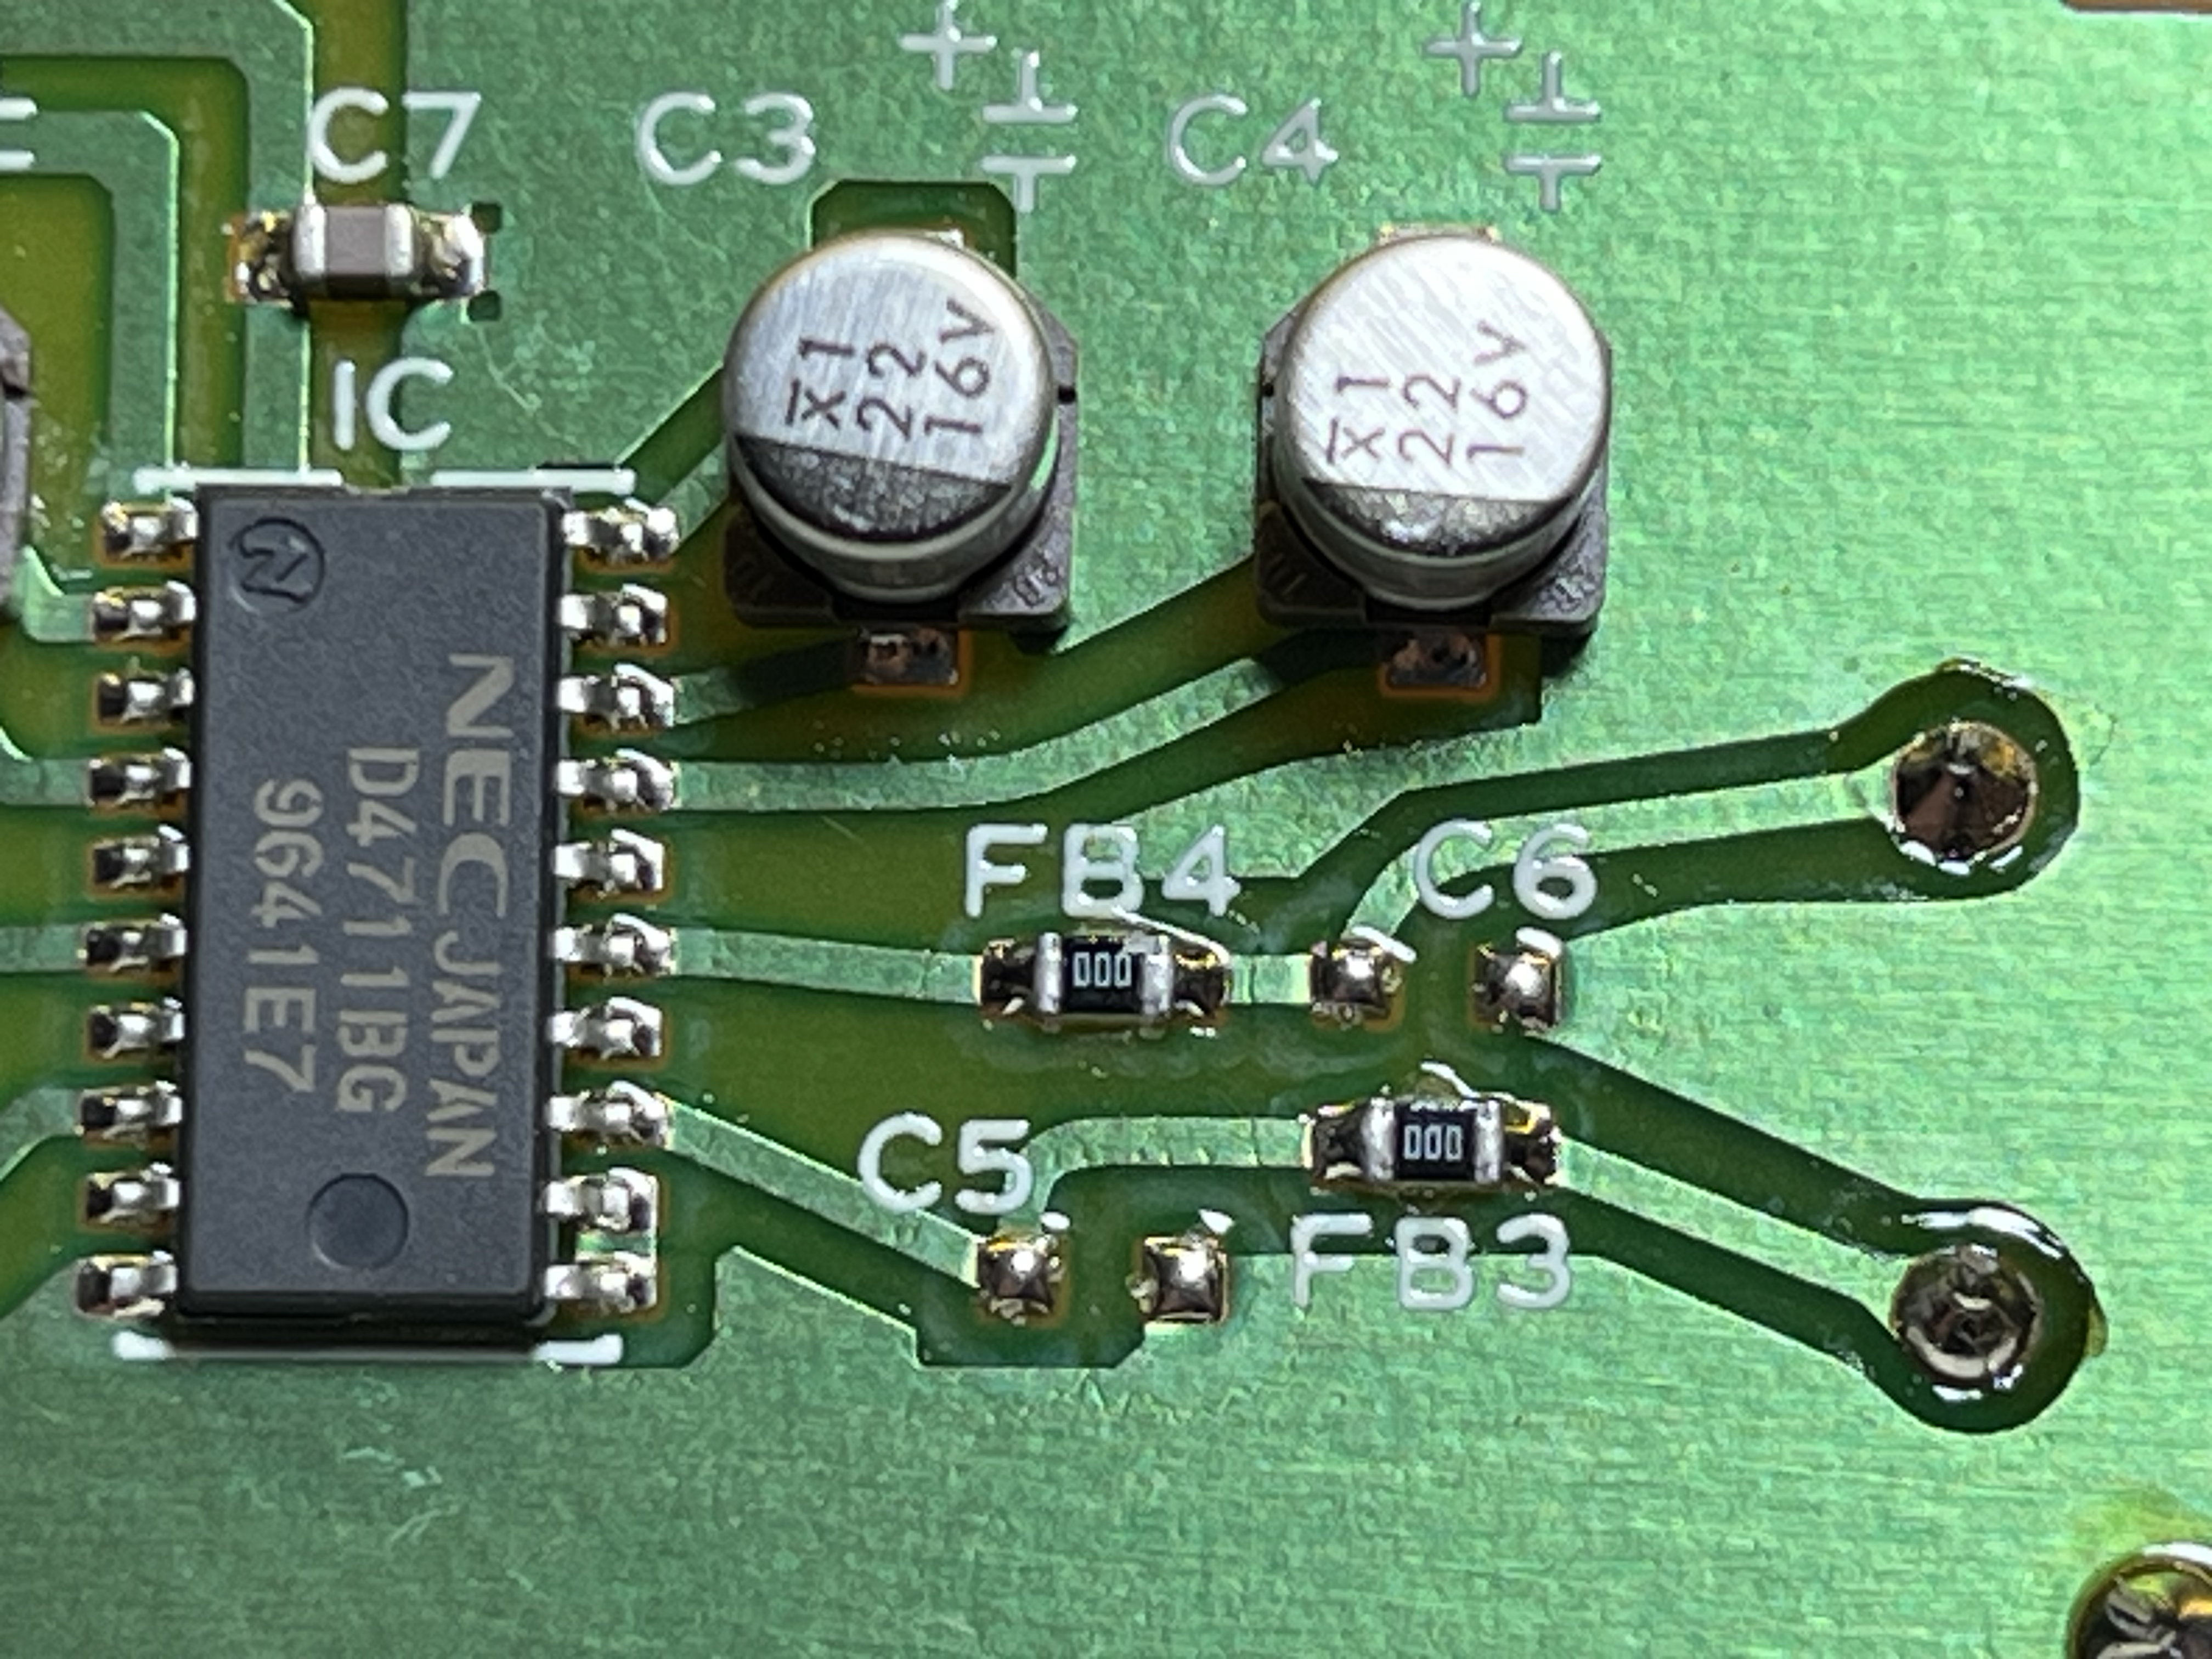 C7
C3
+
C4
+
IC
X1
22
16V
X1
22
16V
NEC JAPAN
D4711BG
9641E7
FB4
C6
000
C5
000
FB3